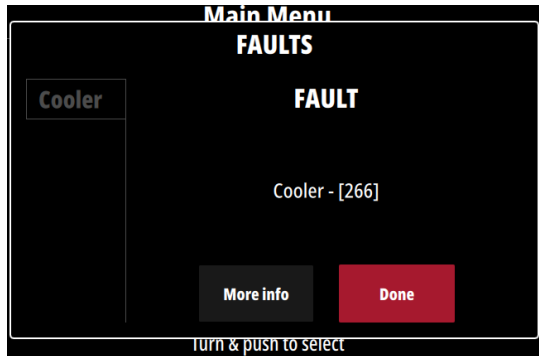 Main Menu
FAULTS
Cooler
FAULT
Cooler - [266]
More info
Done
Turn & push to select